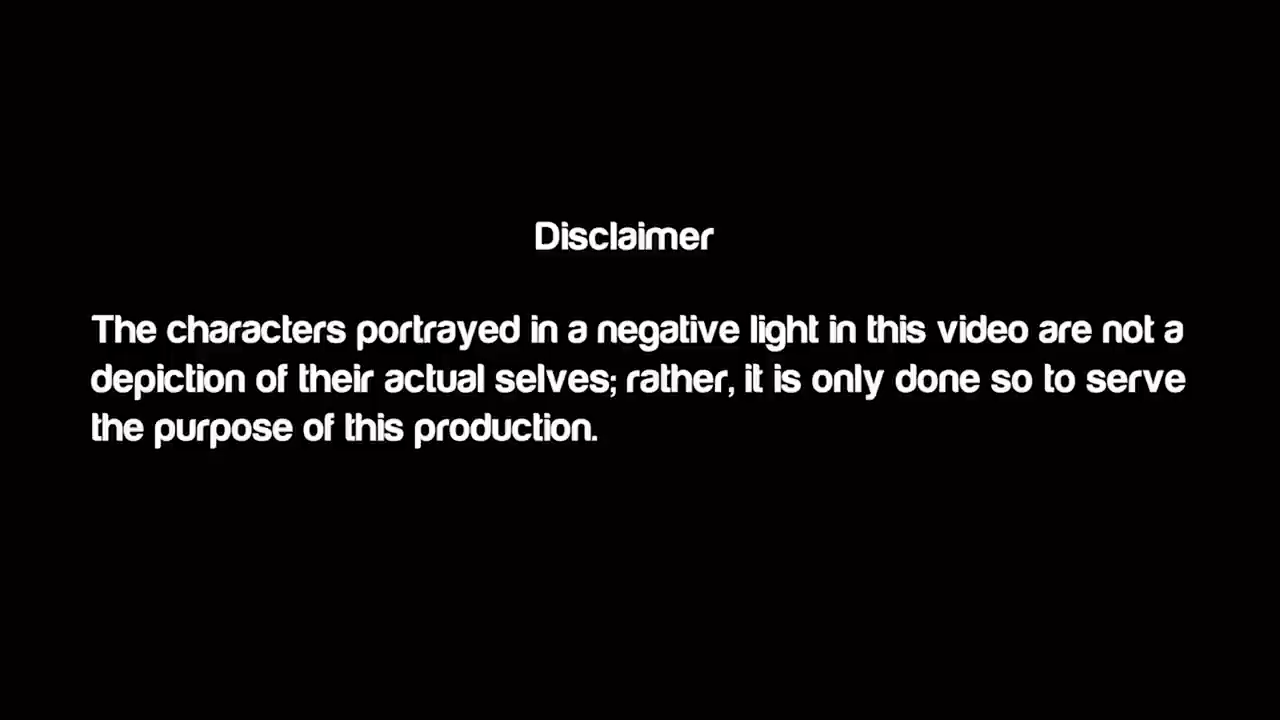 Disclaimer
The characters portrayed in a negative light in this video are not a
depiction of their actual selves; rather, it is only done so to serve
the purpose of this production.